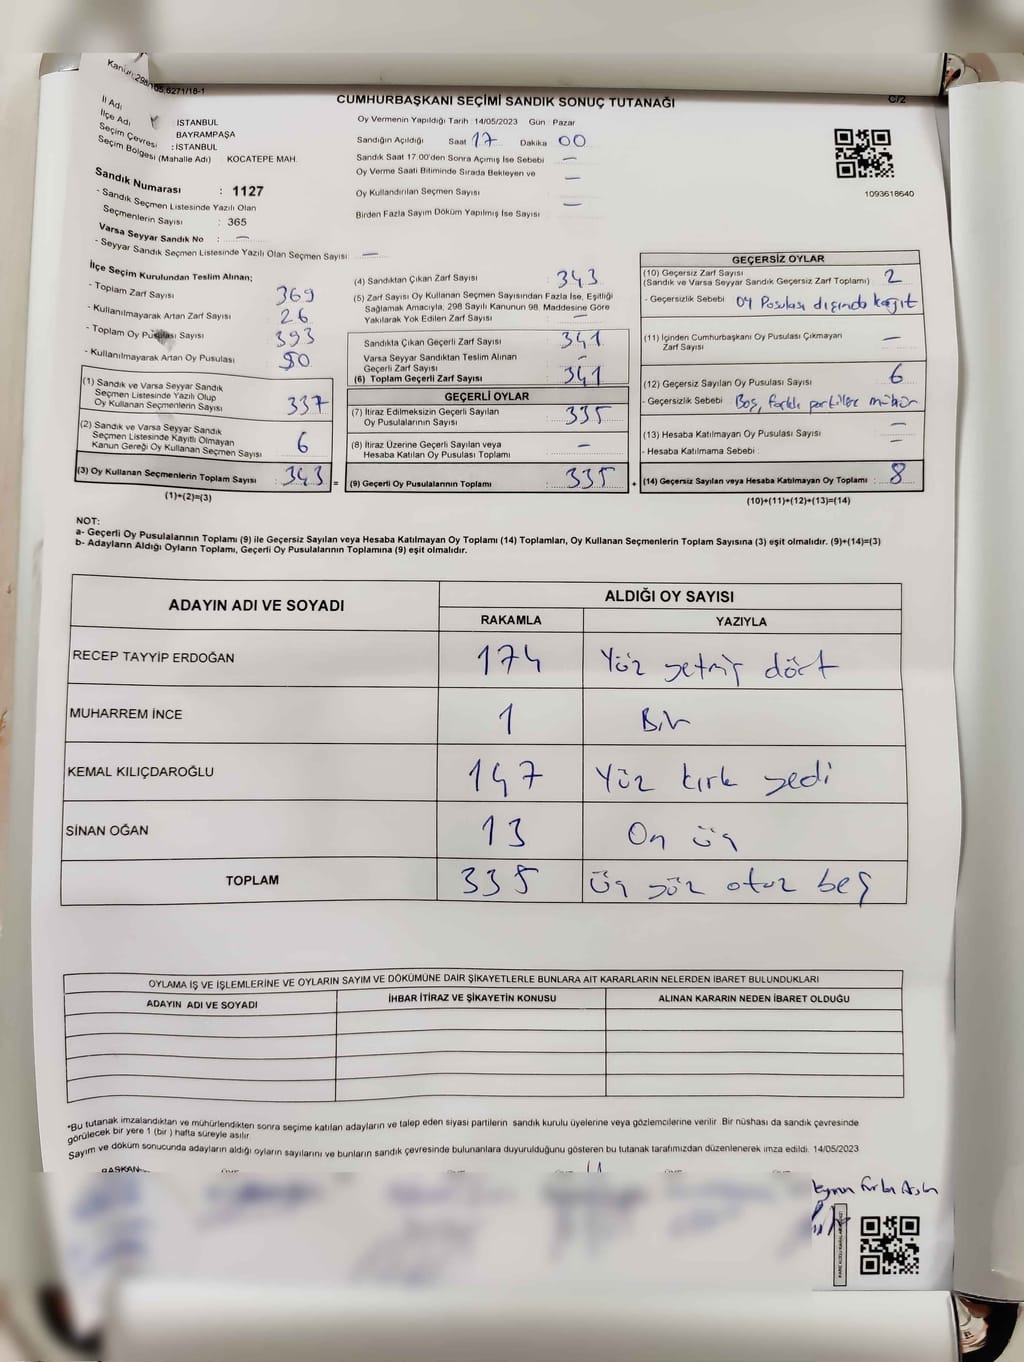 Kanun:298/105,6271/18-1
CUMHURBAŞKANI SEÇİMİ SANDIK SONUÇ TUTANAĞI
C/2
İl Adı : İSTANBUL
İlçe Adı BAYRAMPAŞA
Seçim Çevresi : İSTANBUL
Seçim Bölgesi (Mahalle Adı) KOCATEPE MAH.
Sandık Numarası : 1127
- Sandık Seçmen Listesinde Yazılı Olan
Seçmenlerin Sayısı : 365
Varsa Seyyar Sandık No : —
- Seyyar Sandık Seçmen Listesinde Yazılı Olan Seçmen Sayısı: —
Oy Vermenin Yapıldığı Tarih : 14/05/2023 Gün : Pazar
Sandığın Açıldığı Saat 17 Dakika 00
Sandık Saat 17:00'den Sonra Açımış İse Sebebi —
Oy Verme Saati Bitiminde Sırada Bekleyen ve
Oy Kullandırılan Seçmen Sayısı —
Birden Fazla Sayım Döküm Yapılmış İse Sayısı —
1093618640
İlçe Seçim Kurulundan Teslim Alınan;
- Toplam Zarf Sayısı 369
- Kullanılmayarak Artan Zarf Sayısı 26
- Toplam Oy Pusulası Sayısı 393
- Kullanılmayarak Artan Oy Pusulası 50
(1) Sandık ve Varsa Seyyar Sandık
Seçmen Listesinde Yazılı Olup
Oy Kullanan Seçmenlerin Sayısı 337
(2) Sandık ve Varsa Seyyar Sandık
Seçmen Listesinde Kayıtlı Olmayan
Kanun Gereği Oy Kullanan Seçmen Sayısı 6
(3) Oy Kullanan Seçmenlerin Toplam Sayısı : 343
(1)+(2)=(3)
(4) Sandıktan Çıkan Zarf Sayısı 343
(5) Zarf Sayısı Oy Kullanan Seçmen Sayısından Fazla İse, Eşitliği
Sağlamak Amacıyla, 298 Sayılı Kanunun 98. Maddesine Göre
Yakılarak Yok Edilen Zarf Sayısı —
Sandıkta Çıkan Geçerli Zarf Sayısı 341
Varsa Seyyar Sandıktan Teslim Alınan
Geçerli Zarf Sayısı —
(6) Toplam Geçerli Zarf Sayısı 341
GEÇERLİ OYLAR
(7) İtiraz Edilmeksizin Geçerli Sayılan
Oy Pusulalarının Sayısı 335
(8) İtiraz Üzerine Geçerli Sayılan veya
Hesaba Katılan Oy Pusulası Toplamı —
= (9) Geçerli Oy Pusulalarının Toplamı 335
GEÇERSİZ OYLAR
(10) Geçersiz Zarf Sayısı
(Sandık ve Varsa Seyyar Sandık Geçersiz Zarf Toplamı) 2
- Geçersizlik Sebebi Oy Pusulası dışında kağıt
(11) İçinden Cumhurbaşkanı Oy Pusulası Çıkmayan
Zarf Sayısı —
(12) Geçersiz Sayılan Oy Pusulası Sayısı 6
- Geçersizlik Sebebi Boş, farklı partiler mühür
(13) Hesaba Katılmayan Oy Pusulası Sayısı —
- Hesaba Katılmama Sebebi : —
+ (14) Geçersiz Sayılan veya Hesaba Katılmayan Oy Toplamı : 8
(10)+(11)+(12)+(13)=(14)
NOT:
a- Geçerli Oy Pusulalarının Toplamı (9) ile Geçersiz Sayılan veya Hesaba Katılmayan Oy Toplamı (14) Toplamları, Oy Kullanan Seçmenlerin Toplam Sayısına (3) eşit olmalıdır. (9)+(14)=(3)
b- Adayların Aldığı Oyların Toplamı, Geçerli Oy Pusulalarının Toplamına (9) eşit olmalıdır.
ADAYIN ADI VE SOYADI
ALDIĞI OY SAYISI
RAKAMLA YAZIYLA
RECEP TAYYİP ERDOĞAN 174 Yüz yetmiş dört
MUHARREM İNCE 1 Bir
KEMAL KILIÇDAROĞLU 147 Yüz kırk yedi
SİNAN OĞAN 13 On üç
TOPLAM 335 üç yüz otuz beş
OYLAMA İŞ VE İŞLEMLERİNE VE OYLARIN SAYIM VE DÖKÜMÜNE DAİR ŞİKAYETLERLE BUNLARA AİT KARARLARIN NELERDEN İBARET BULUNDUKLARI
ADAYIN ADI VE SOYADI İHBAR İTİRAZ VE ŞİKAYETİN KONUSU ALINAN KARARIN NEDEN İBARET OLDUĞU
*Bu tutanak imzalandıktan ve mühürlendikten sonra seçime katılan adayların ve talep eden siyasi partilerin sandık kurulu üyelerine veya gözlemcilerine verilir. Bir nüshası da sandık çevresinde
görülecek bir yere 1 (bir ) hafta süreyle asılır.
Sayım ve döküm sonucunda adayların aldığı oyların sayılarını ve bunların sandık çevresinde bulunanlara duyurulduğunu gösteren bu tutanak tarafımızdan düzenlenerek imza edildi. 14/05/2023
BAŞKAN